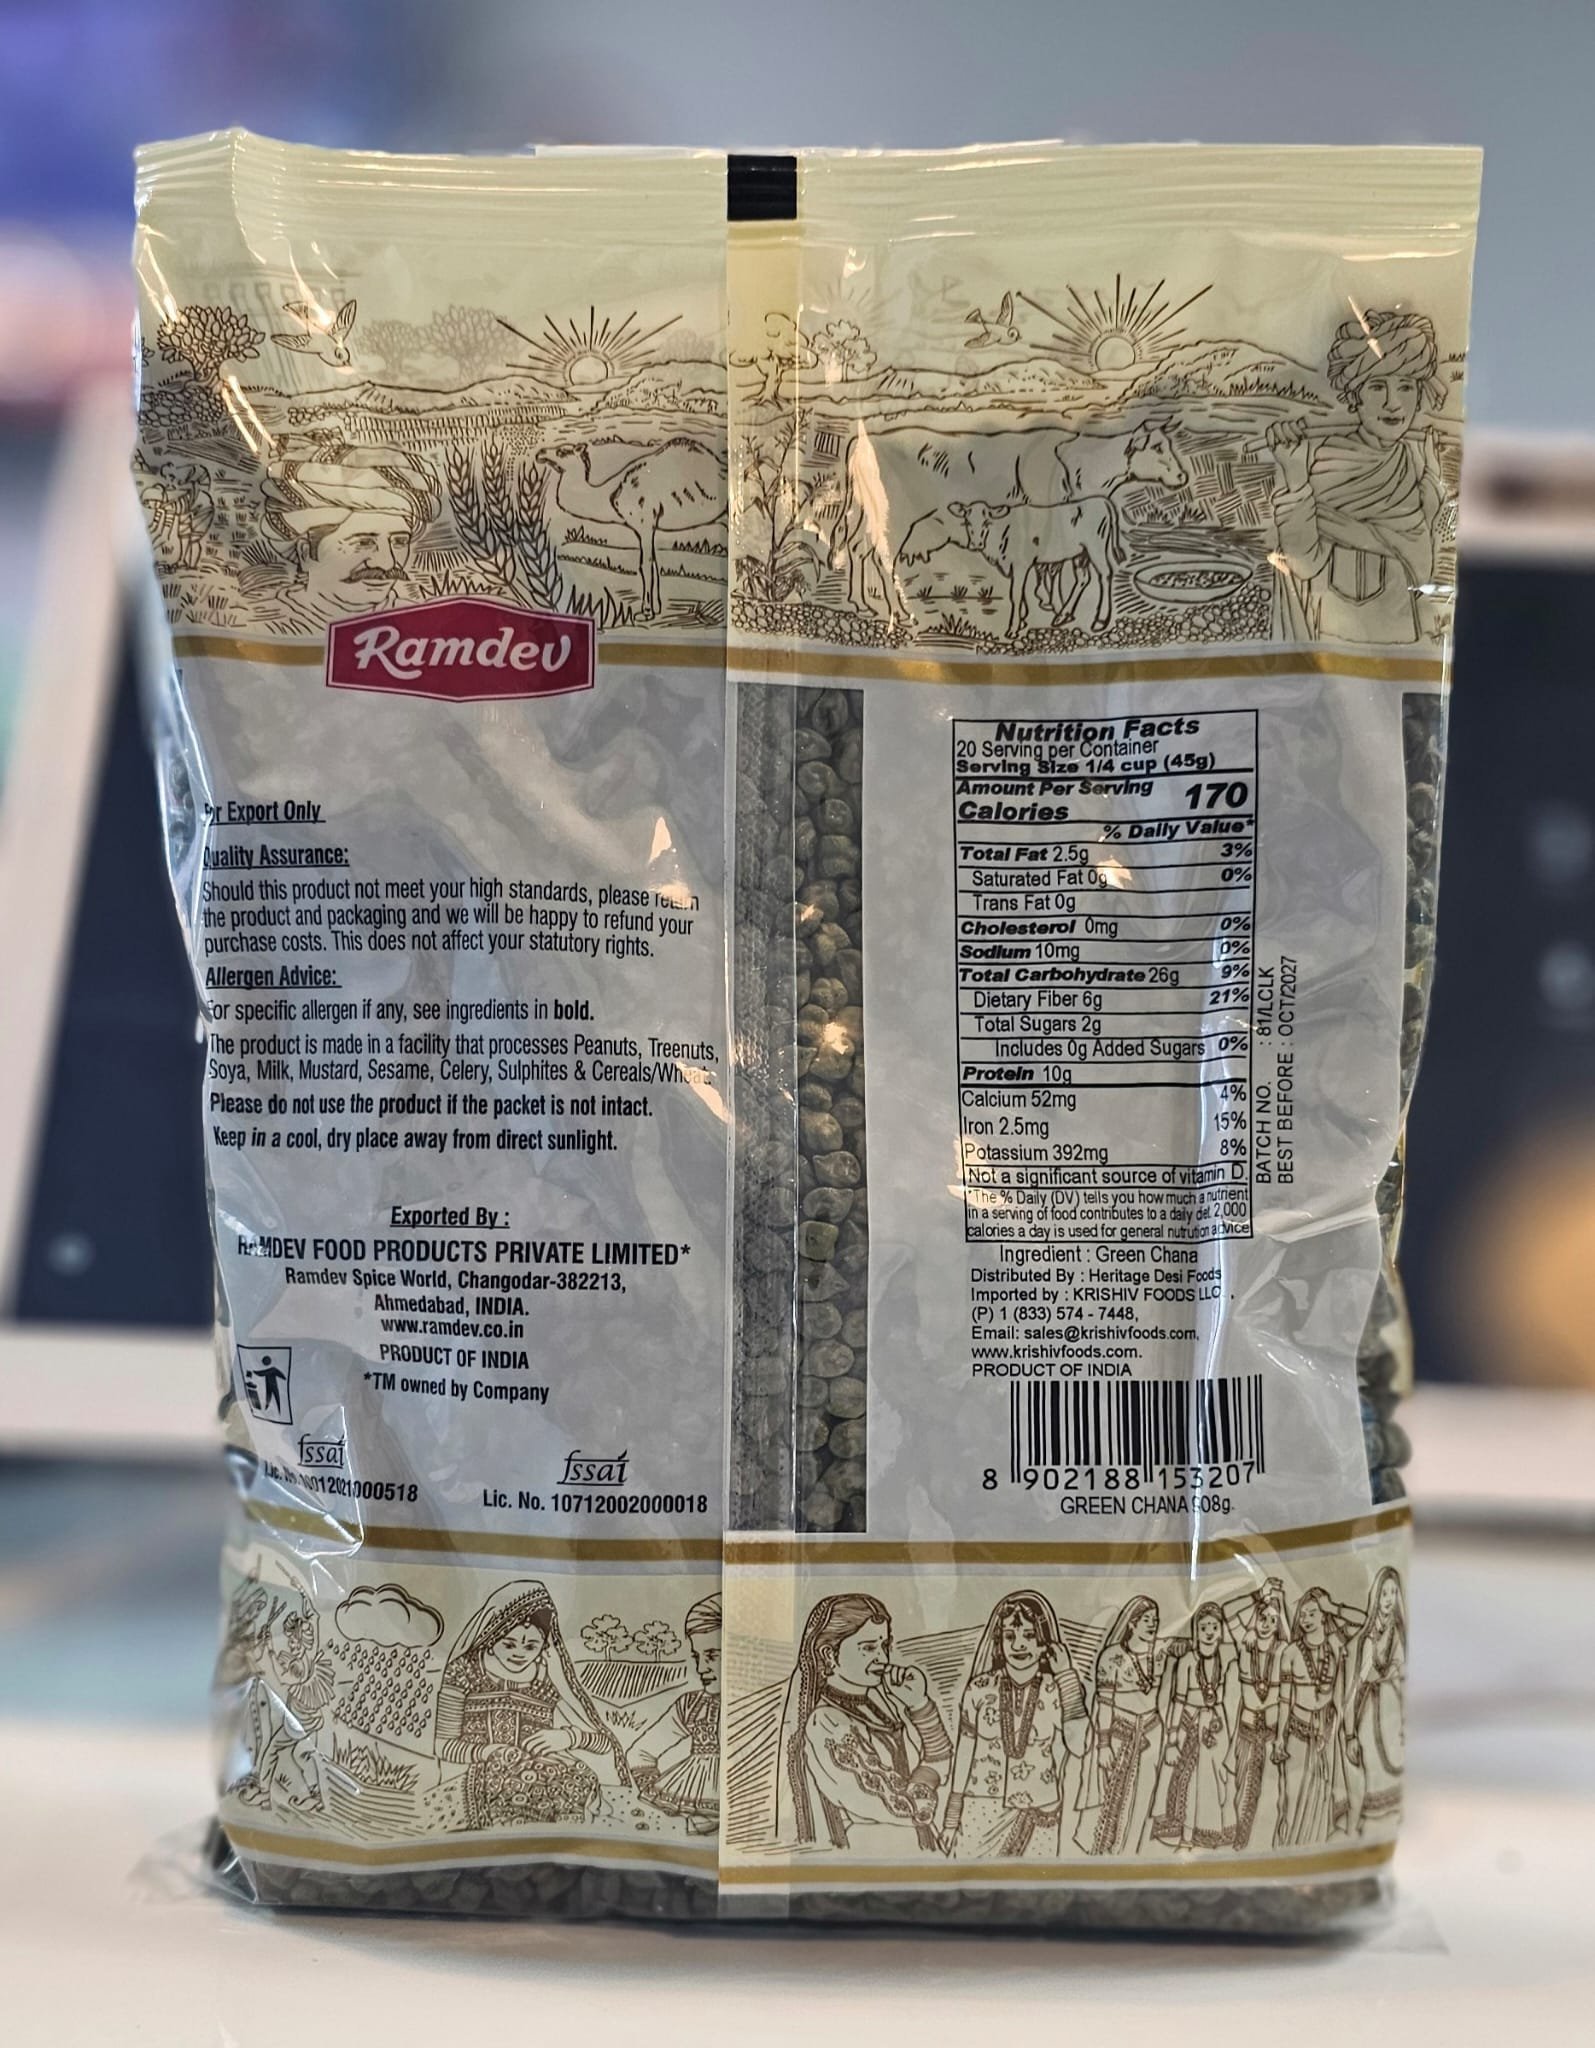 Ramdev
For Export Only
Quality Assurance:
Should this product not meet your high standards, please return
the product and packaging and we will be happy to refund your
purchase costs. This does not affect your statutory rights.
Allergen Advice:
For specific allergen if any, see ingredients in bold.
The product is made in a facility that processes Peanuts, Treenuts,
Soya, Milk, Mustard, Sesame, Celery, Sulphites & Cereals/Wheat.
Please do not use the product if the packet is not intact.
Keep in a cool, dry place away from direct sunlight.
Exported By :
RAMDEV FOOD PRODUCTS PRIVATE LIMITED*
Ramdev Spice World, Changodar-382213,
Ahmedabad, INDIA.
www.ramdev.co.in
PRODUCT OF INDIA
*TM owned by Company
fssai
Lic. No.
fssai
Lic. No. 10712002000018
Nutrition Facts
20 Serving per Container
Serving Size 1/4 cup (45g)
Amount Per Serving
Calories 170
% Daily Value*
Total Fat 2.5g 3%
Saturated Fat 0g 0%
Trans Fat 0g
Cholesterol 0mg 0%
Sodium 10mg 0%
Total Carbohydrate 26g 9%
Dietary Fiber 6g 21%
Total Sugars 2g
Includes 0g Added Sugars 0%
Protein 10g
Calcium 52mg 4%
Iron 2.5mg 15%
Potassium 392mg 8%
Not a significant source of vitamin D.
*The % Daily (DV) tells you how much a nutrient
in a serving of food contributes to a daily diet. 2,000
calories a day is used for general nutrution advice
BATCH NO. : 81/LCLK
BEST BEFORE : OCT/2027
Ingredient : Green Chana
Distributed By : Heritage Desi Foods
Imported by : KRISHIV FOODS LLC.,
(P) 1 (833) 574 - 7448,
Email: sales@krishivfoods.com,
www.krishivfoods.com.
PRODUCT OF INDIA
8 902188 153207
GREEN CHANA 908g.